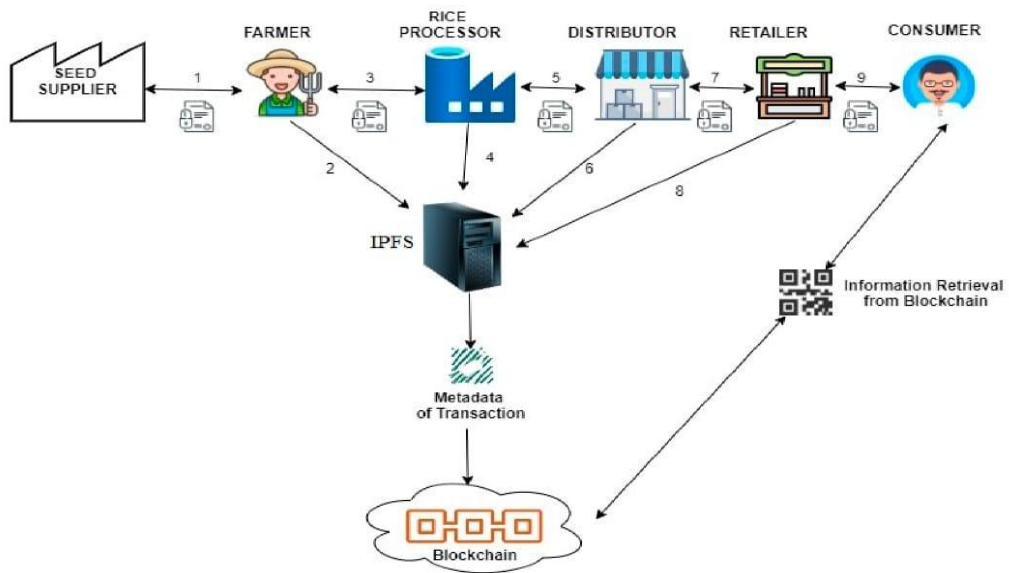 SEED
SUPPLIER
FARMER
RICE
PROCESSOR
DISTRIBUTOR
RETAILER
CONSUMER
1
3
5
7
9
2
4
6
8
IPFS
Information Retrieval
from Blockchain
Metadata
of Transaction
Blockchain